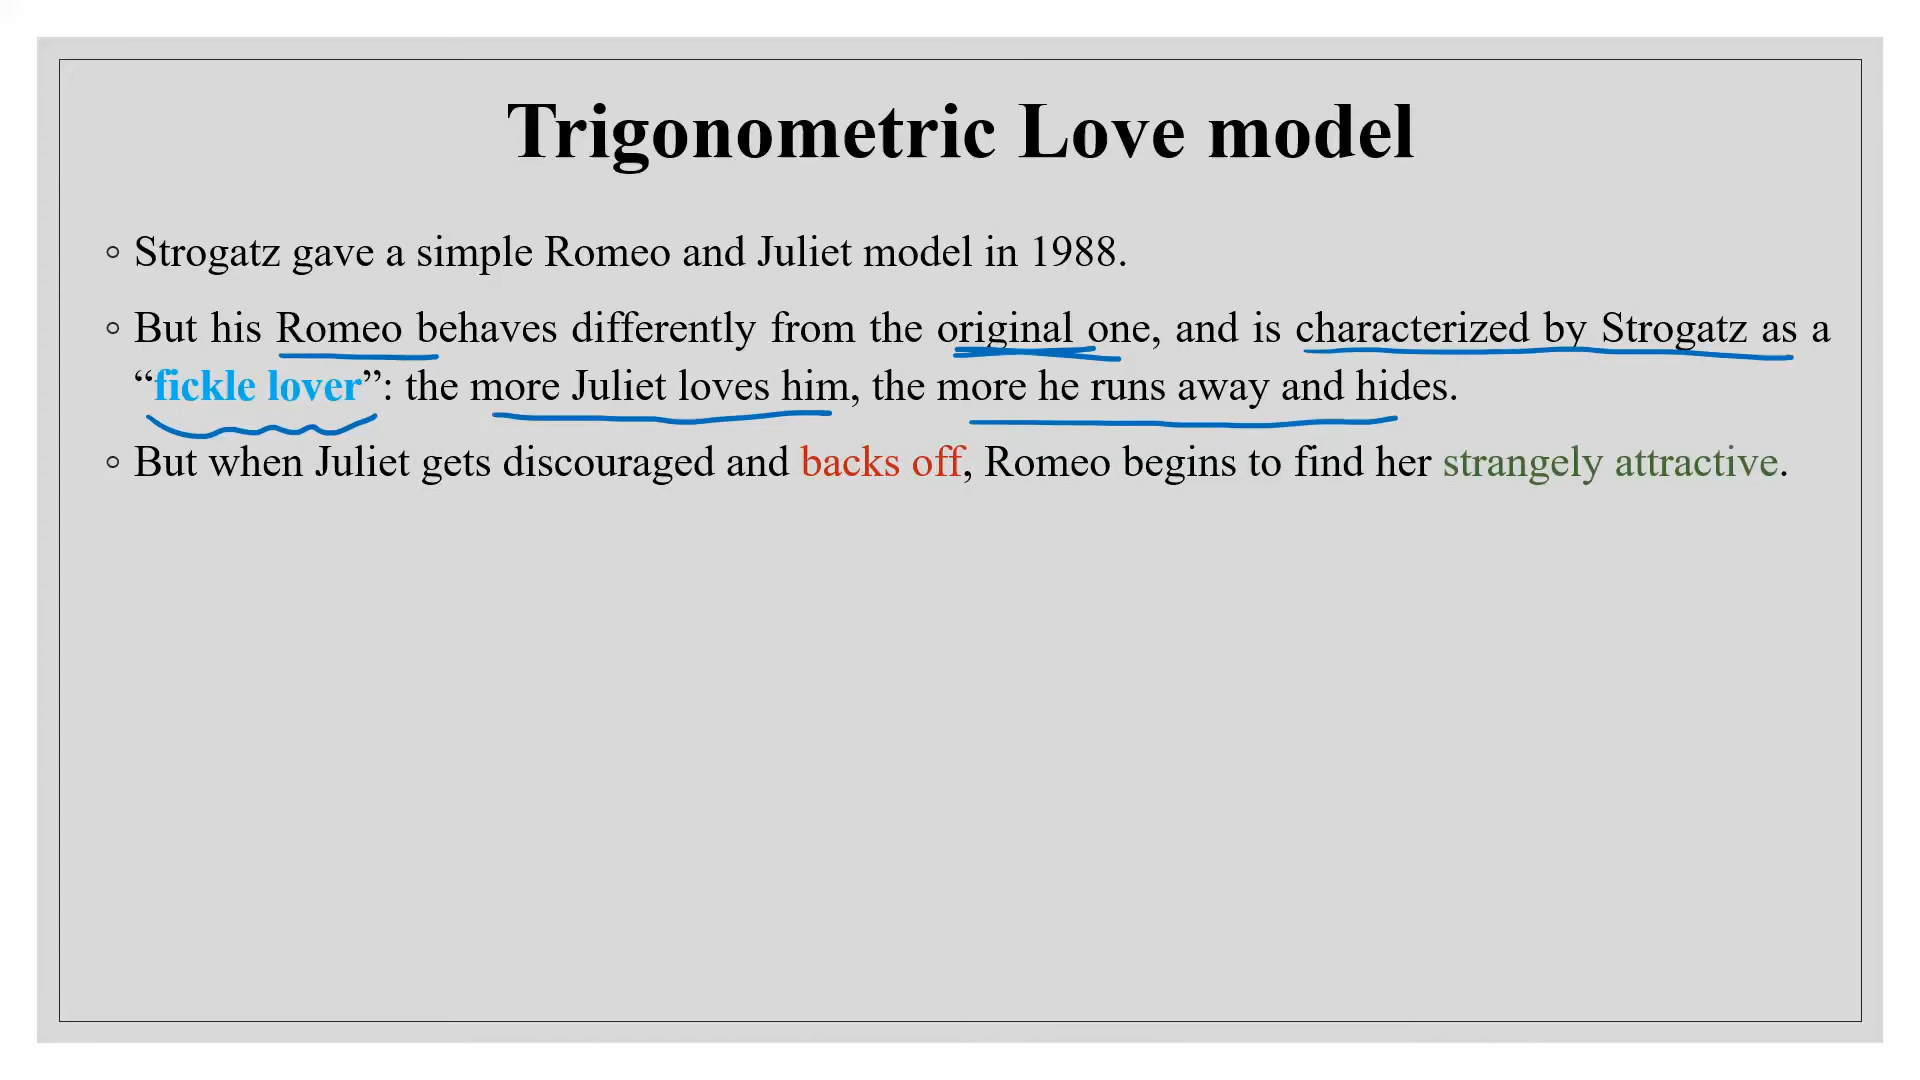 Trigonometric Love model
◦ Strogatz gave a simple Romeo and Juliet model in 1988.
◦ But his Romeo behaves differently from the original one, and is characterized by Strogatz as a
“fickle lover”: the more Juliet loves him, the more he runs away and hides.
◦ But when Juliet gets discouraged and backs off, Romeo begins to find her strangely attractive.